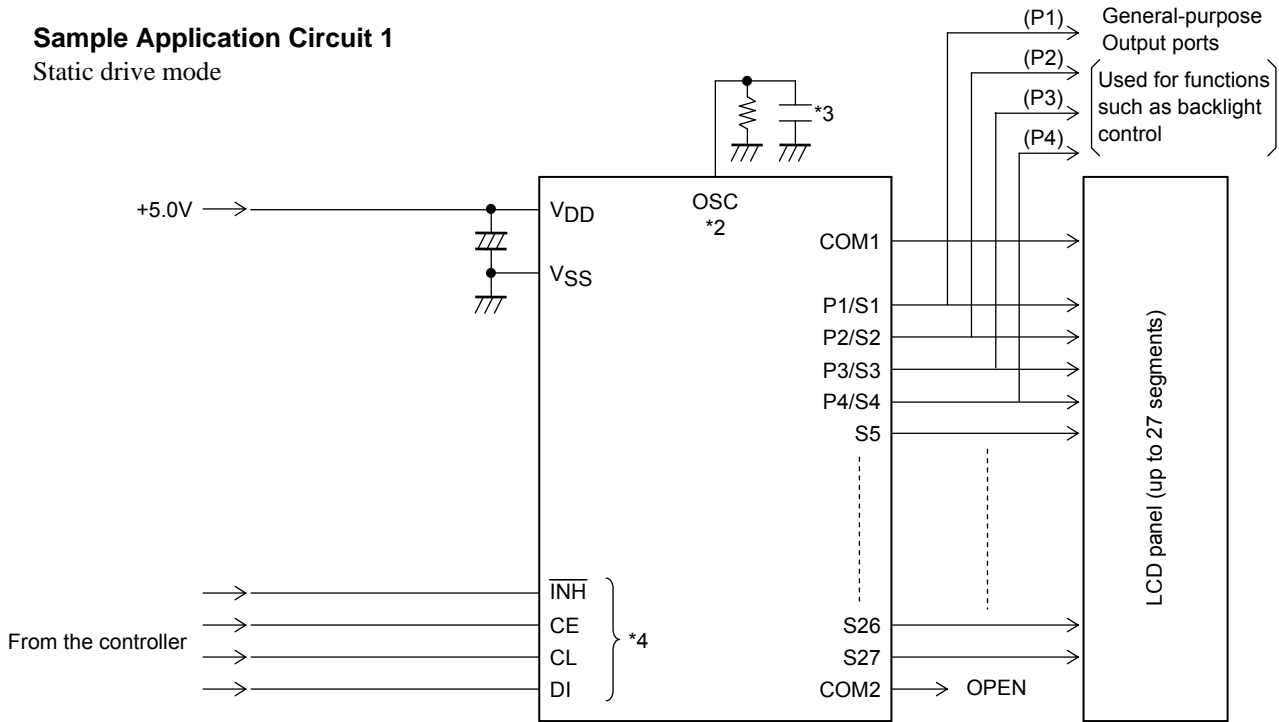 Sample Application Circuit 1
Static drive mode
(P1)
General-purpose
Output ports
(P2)
(P3)
(P4)
Used for functions
such as backlight
control
*3
+5.0V
VDD
VSS
OSC
*2
COM1
P1/S1
P2/S2
P3/S3
P4/S4
S5
LCD panel (up to 27 segments)
From the controller
INH
CE
CL
DI
*4
S26
S27
COM2
OPEN